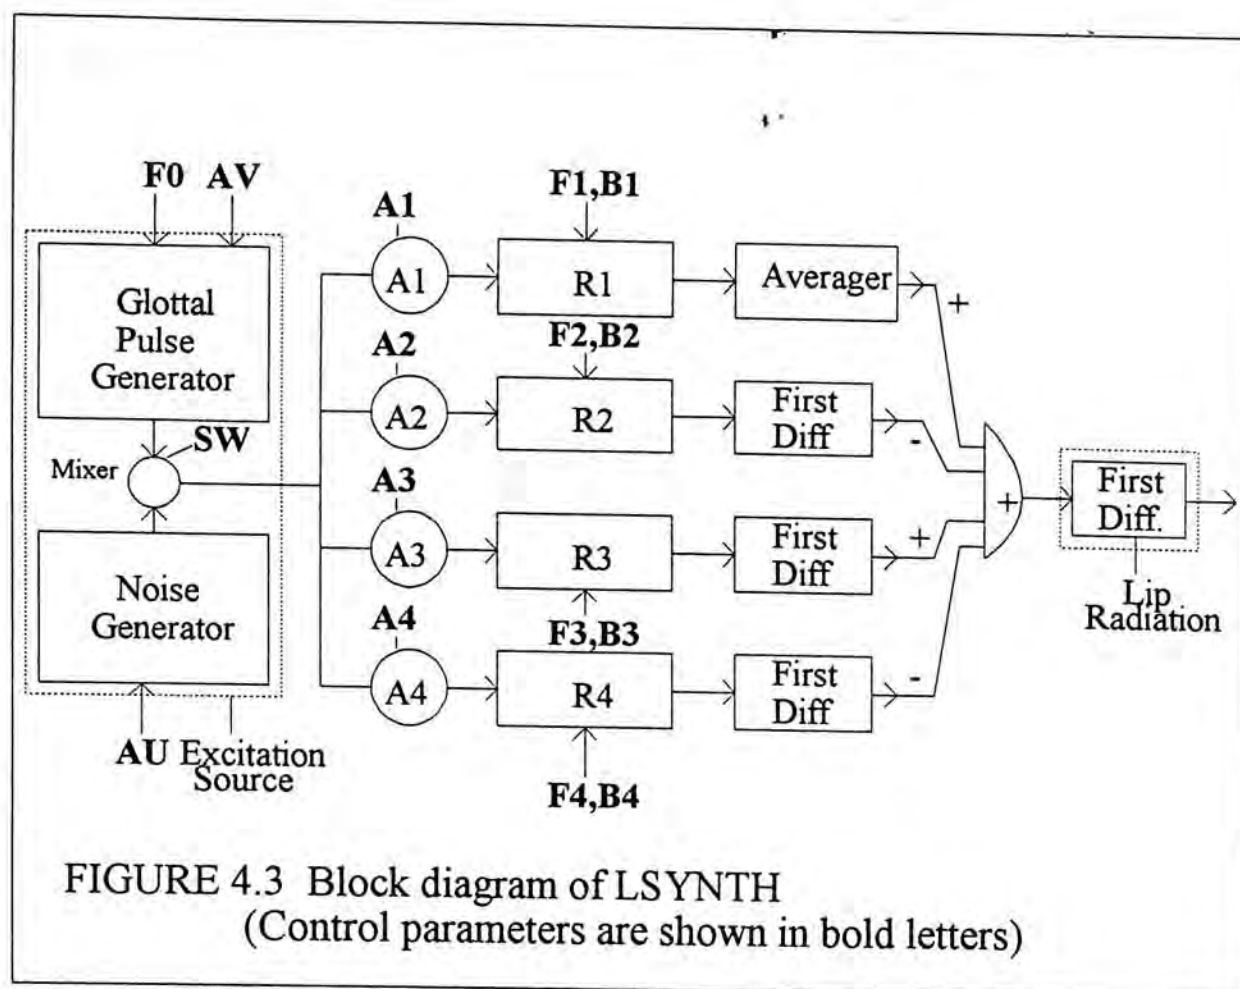 F0 AV
Glottal
Pulse
Generator
Mixer
SW
Noise
Generator
AU
Excitation
Source
A1
A1
F1,B1
R1
Averager
+
A2
A2
F2,B2
R2
First
Diff
-
A3
A3
R3
F3,B3
First
Diff
+
A4
A4
R4
F4,B4
First
Diff
-
+
First
Diff.
Lip
Radiation
FIGURE 4.3 Block diagram of LSYNTH
(Control parameters are shown in bold letters)